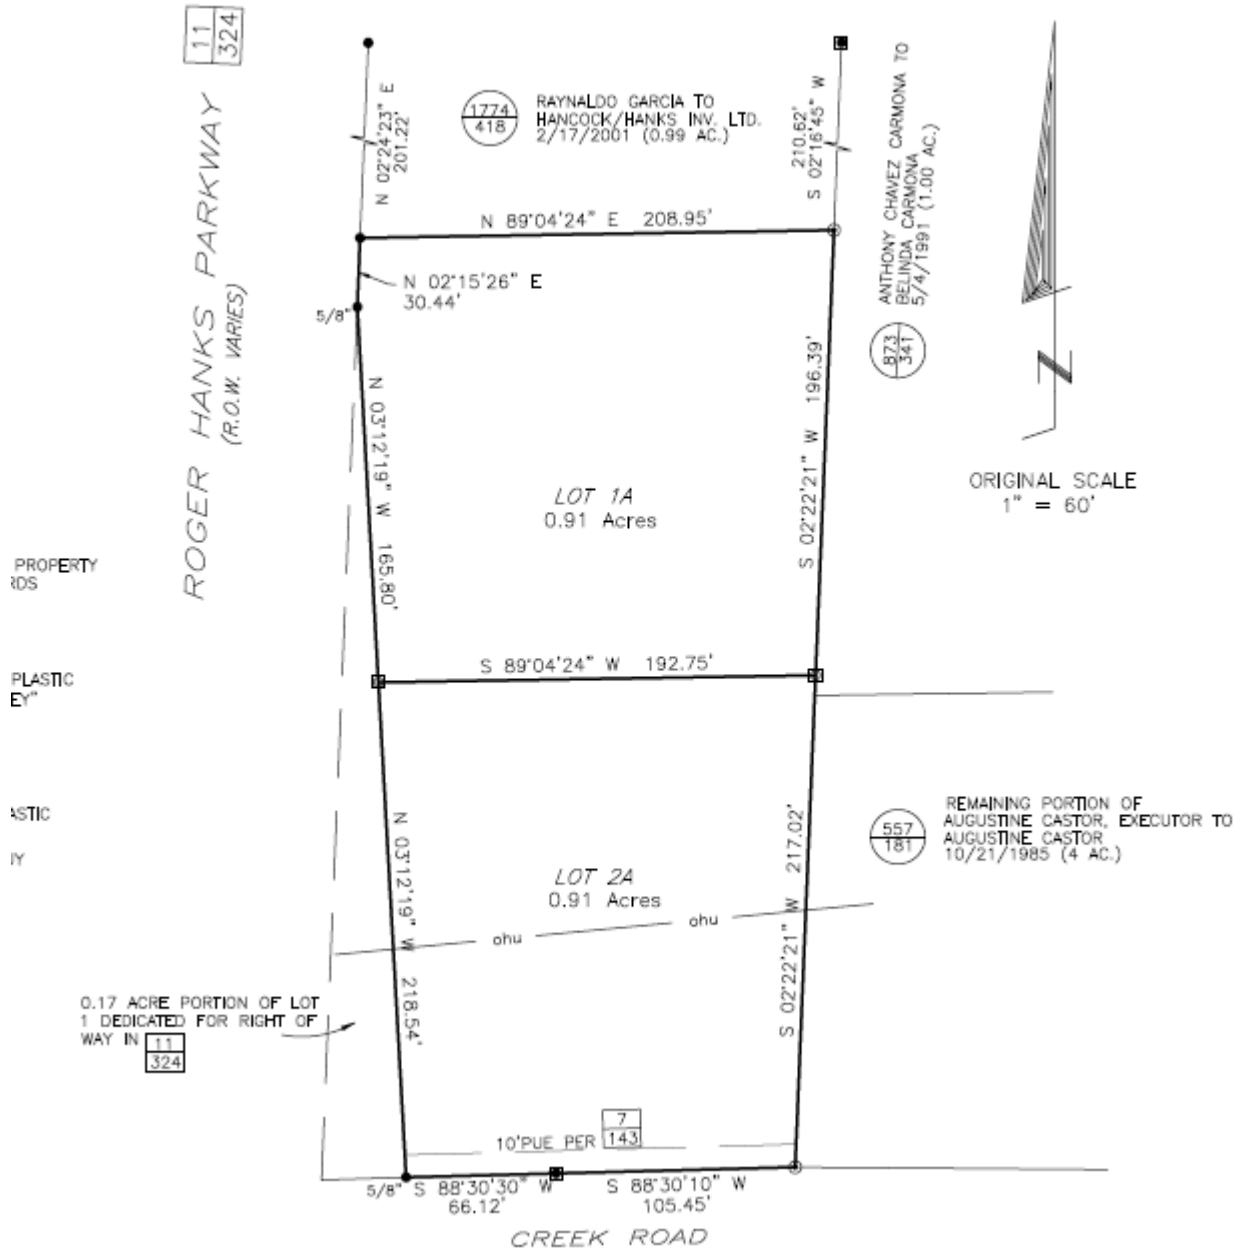 11
324
ROGER HANKS PARKWAY
(R.O.W. VARIES)
N 02°24'23" E
201.22'
1774
418
RAYNALDO GARCIA TO
HANCOCK/HANKS INV. LTD.
2/17/2001 (0.99 AC.)
210.62'
S 02°16'45" W
ANTHONY CHAVEZ CARMONA TO
BELINDA CARMONA
5/4/1991 (1.00 AC.)
873
341
N 89°04'24" E 208.95'
N 02°15'26" E
30.44'
5/8"
N 03°12'19" W 165.80'
LOT 1A
0.91 Acres
S 02°22'21" W 196.39'
N
ORIGINAL SCALE
1" = 60'
PROPERTY
RDS
PLASTIC
EY"
ASTIC
S 89°04'24" W 192.75'
N 03°12'19" W 218.54'
LOT 2A
0.91 Acres
S 02°22'21" W 217.02'
557
181
REMAINING PORTION OF
AUGUSTINE CASTOR, EXECUTOR TO
AUGUSTINE CASTOR
10/21/1985 (4 AC.)
ohu
ohu
0.17 ACRE PORTION OF LOT
1 DEDICATED FOR RIGHT OF
WAY IN 11
324
10'PUE PER 7
143
5/8" S 88°30'30" W
66.12'
S 88°30'10" W
105.45'
CREEK ROAD